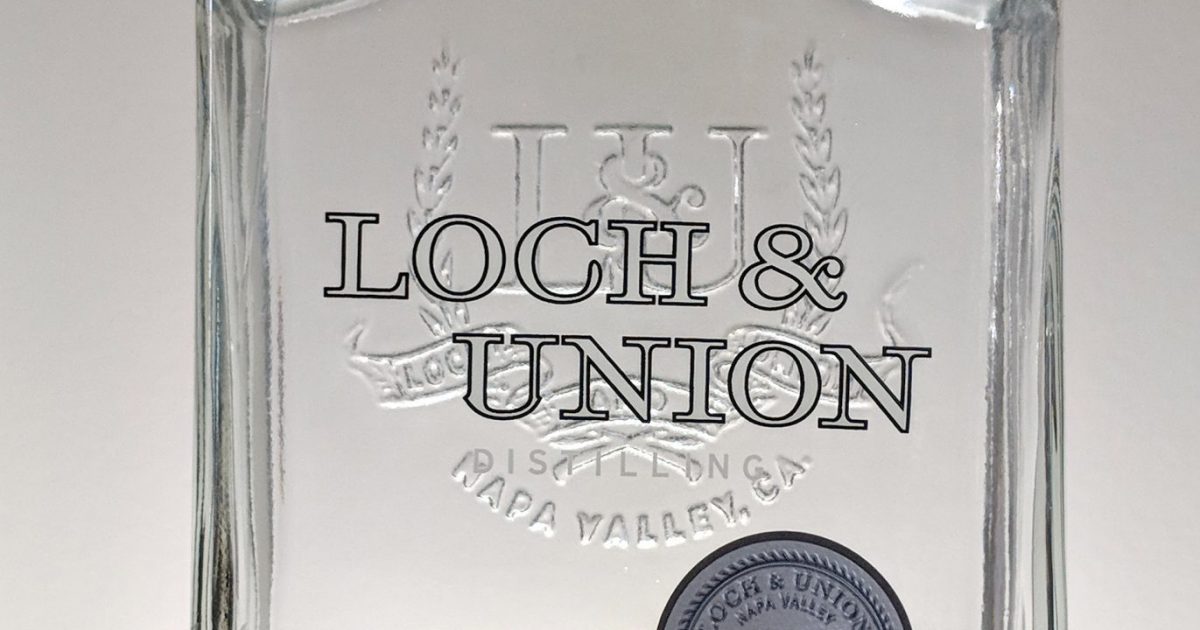 L&U
LOCH &
UNION
DISTILLING
NAPA VALLEY, CA
LOCH & UNION
NAPA VALLEY